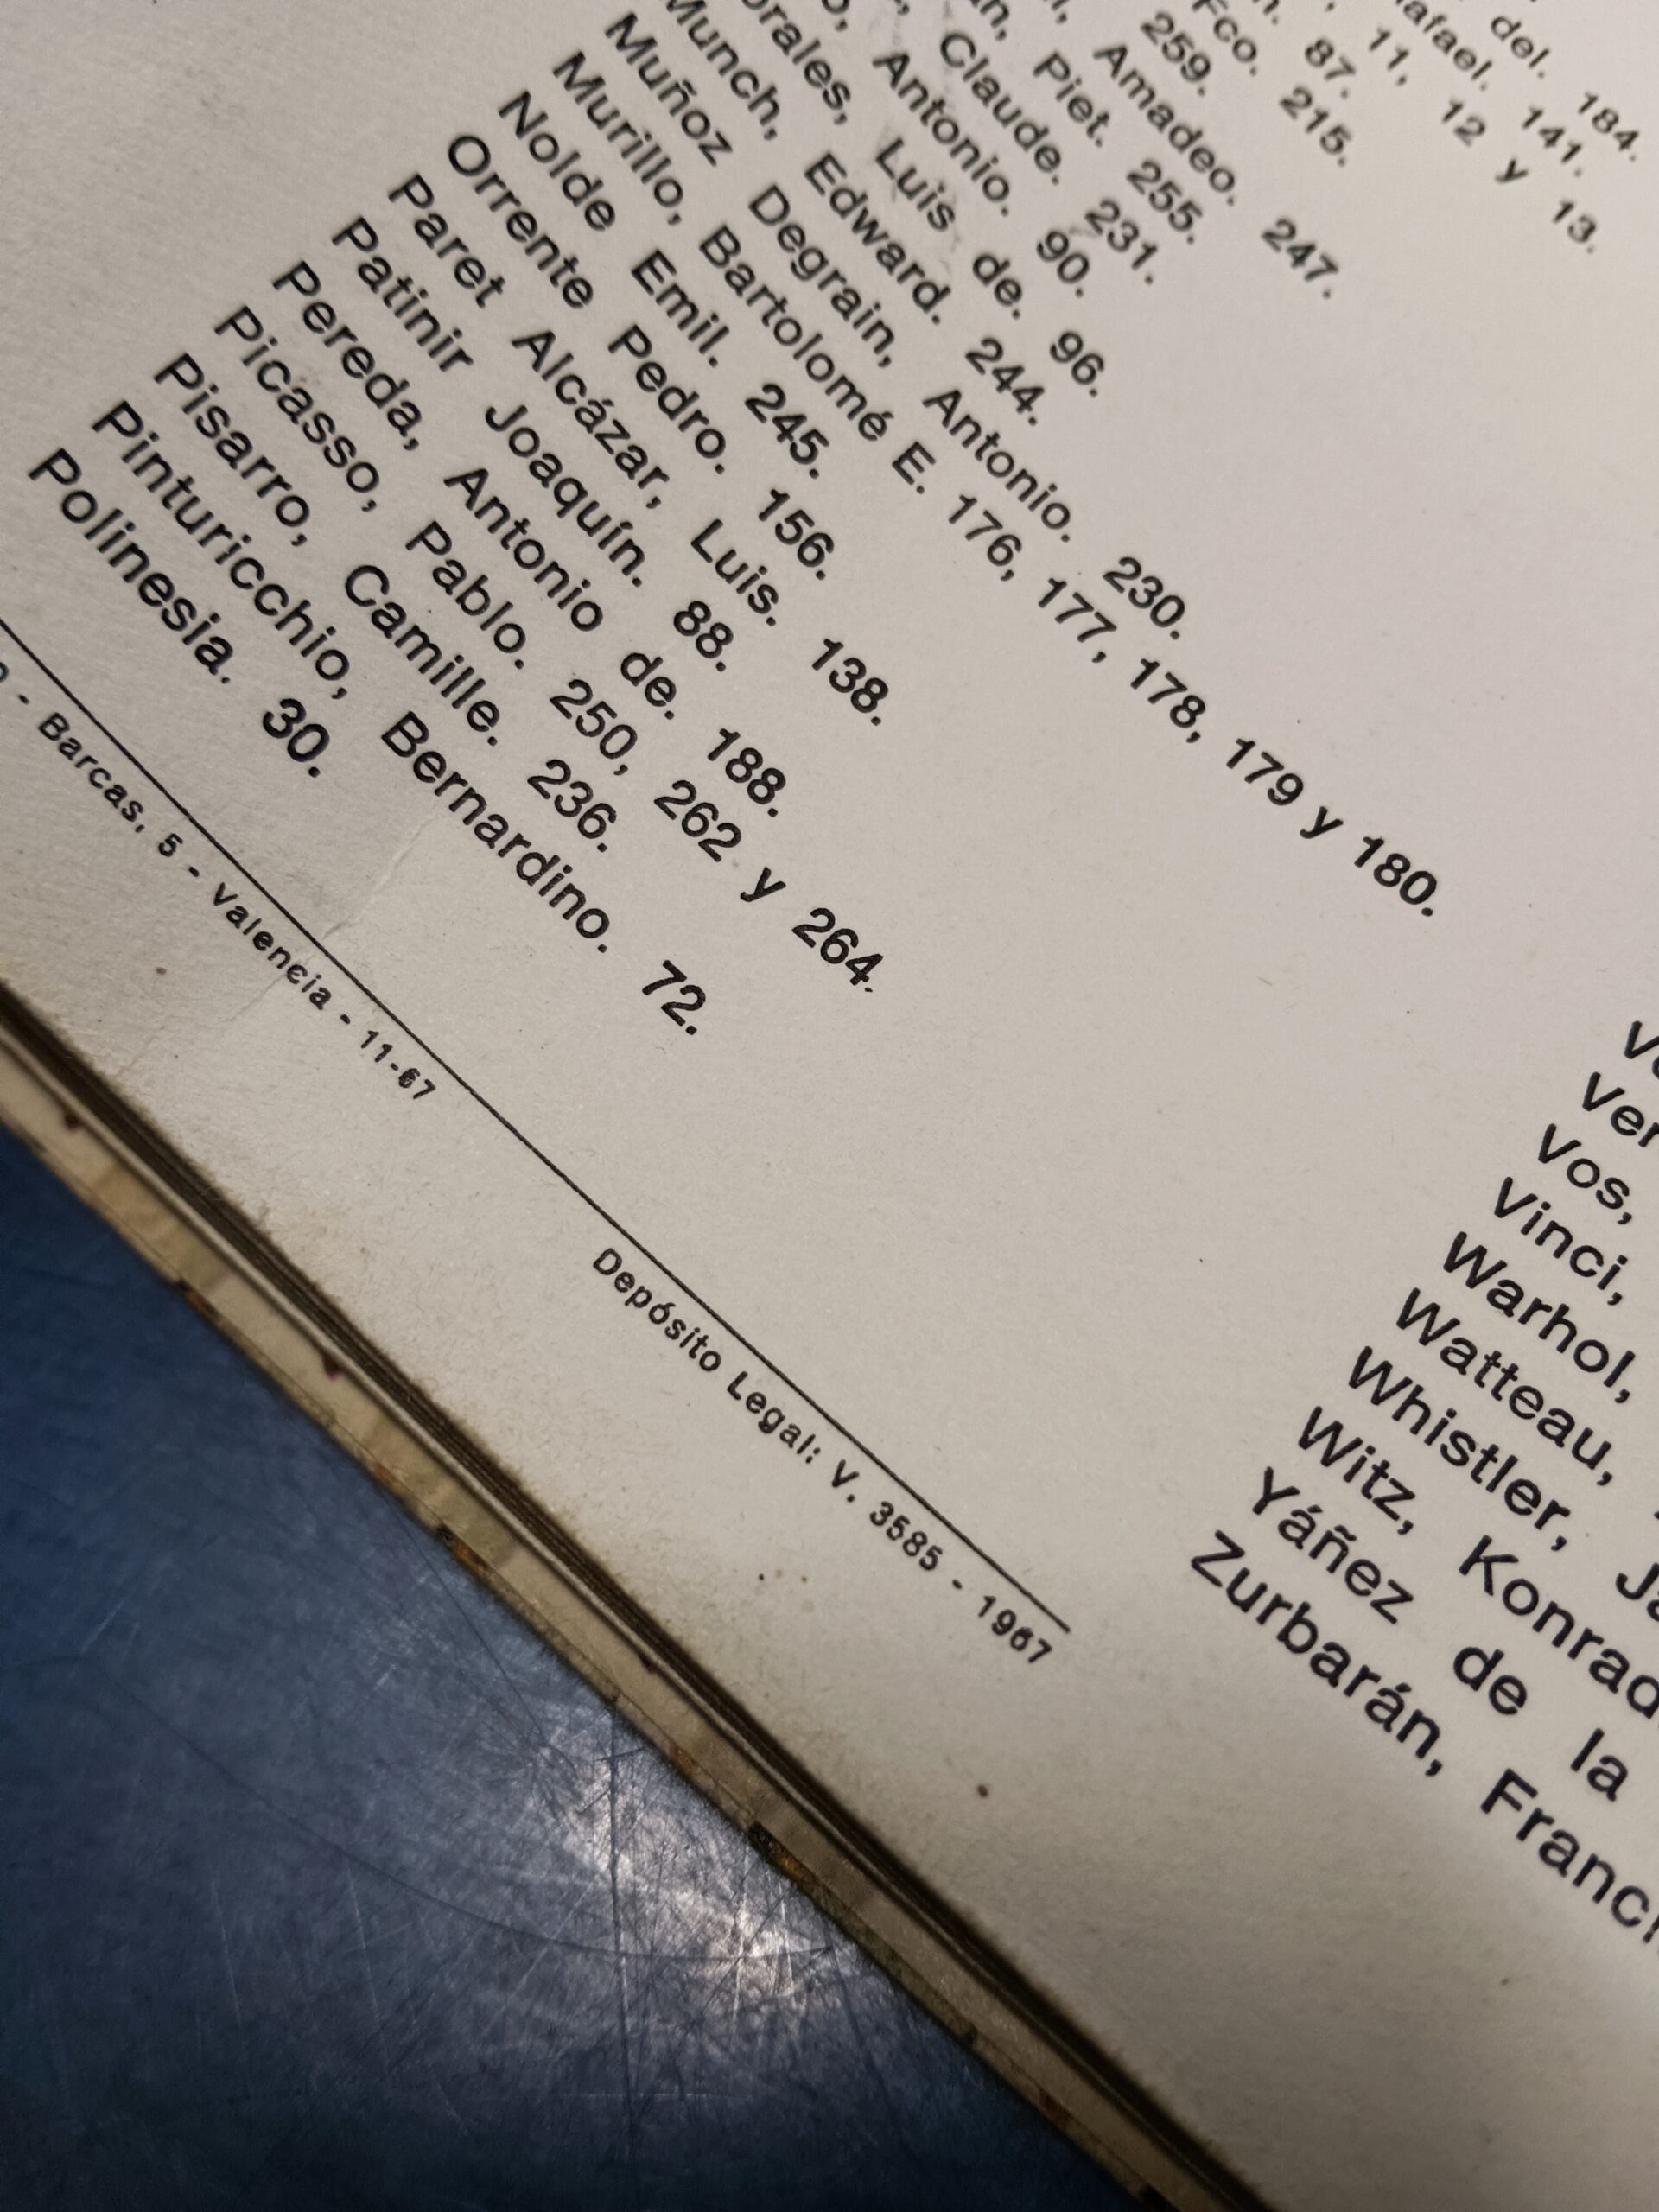 del. 184.
141.
11, 12 y 13.
87.
Fco. 215.
259.
Amadeo. 247.
Piet. 255.
Claude. 231.
Antonio. 90.
Luis de. 96.
Munch, Edward. 244.
Muñoz Degrain, Antonio. 230.
Murillo, Bartolomé E. 176, 177, 178, 179 y 180.
Nolde Emil. 245.
Orrente Pedro. 156.
Paret Alcázar, Luis. 138.
Patinir Joaquín. 88.
Pereda, Antonio de. 188.
Picasso, Pablo. 250, 262 y 264.
Pisarro, Camille. 236.
Pinturicchio, Bernardino. 72.
Polinesia. 30.
- Barcas, 5 - Valencia - 11-67
Depósito Legal: V. 3585 - 1967
Vos,
Vinci,
Warhol,
Watteau,
Whistler,
Witz, Konrad
Yáñez de la
Zurbarán,